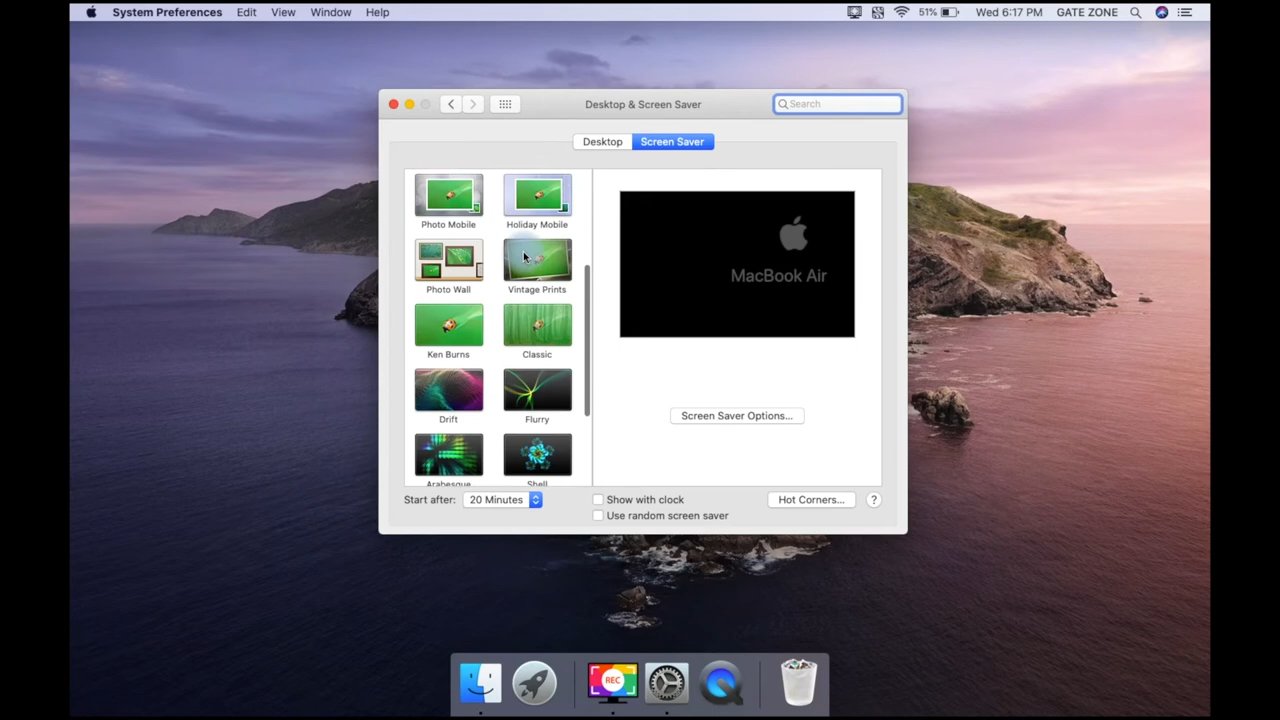 System Preferences Edit View Window Help 51% Wed 6:17 PM GATE ZONE
Desktop & Screen Saver Search
Desktop Screen Saver
Photo Mobile Holiday Mobile
Photo Wall Vintage Prints
Ken Burns Classic
Drift Flurry
Arabesque Shell
MacBook Air
Screen Saver Options...
Start after: 20 Minutes Show with clock Hot Corners... ?
Use random screen saver
REC